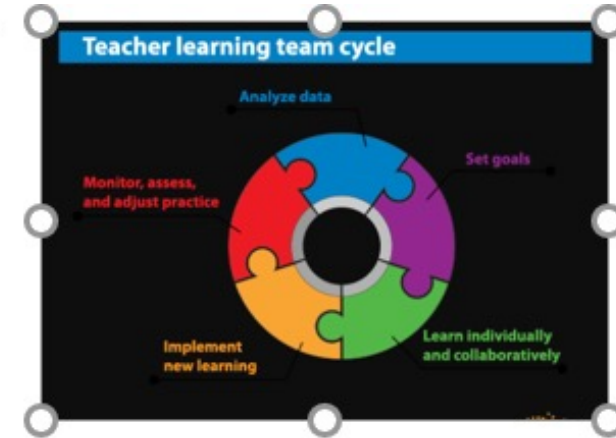 Teacher learning team cycle
Analyze data
Set goals
Monitor, assess,
and adjust practice
Learn individually
and collaboratively
Implement
new learning